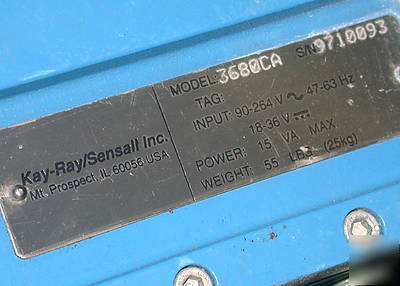 Kay-Ray/Sensall Inc.
Mt. Prospect, IL 60056 USA
MODEL: 3680CA S/N 9710093
TAG:
INPUT: 90-264 V ~ 47-63 Hz
18-36 V ⎓
POWER: 15 VA MAX
WEIGHT: 55 LBS (25kg)